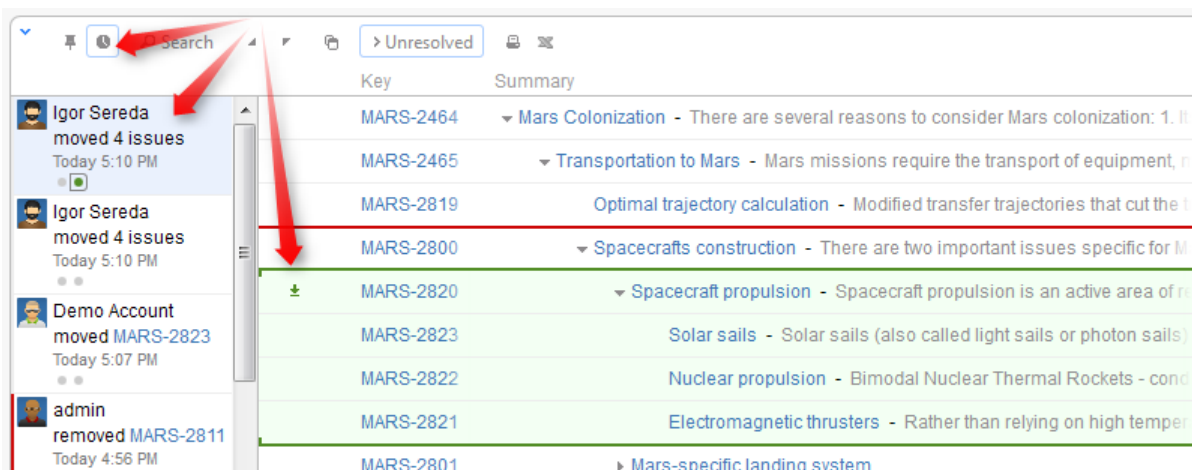 Search
> Unresolved
Key Summary
Igor Sereda
moved 4 issues
Today 5:10 PM
Igor Sereda
moved 4 issues
Today 5:10 PM
Demo Account
moved MARS-2823
Today 5:07 PM
admin
removed MARS-2811
Today 4:56 PM
MARS-2464 Mars Colonization - There are several reasons to consider Mars colonization: 1.
MARS-2465 Transportation to Mars - Mars missions require the transport of equipment,
MARS-2819 Optimal trajectory calculation - Modified transfer trajectories that cut the
MARS-2800 Spacecrafts construction - There are two important issues specific for
MARS-2820 Spacecraft propulsion - Spacecraft propulsion is an active area of
MARS-2823 Solar sails - Solar sails (also called light sails or photon sails)
MARS-2822 Nuclear propulsion - Bimodal Nuclear Thermal Rockets -
MARS-2821 Electromagnetic thrusters - Rather than relying on high
MARS-2801 Mars-specific landing system